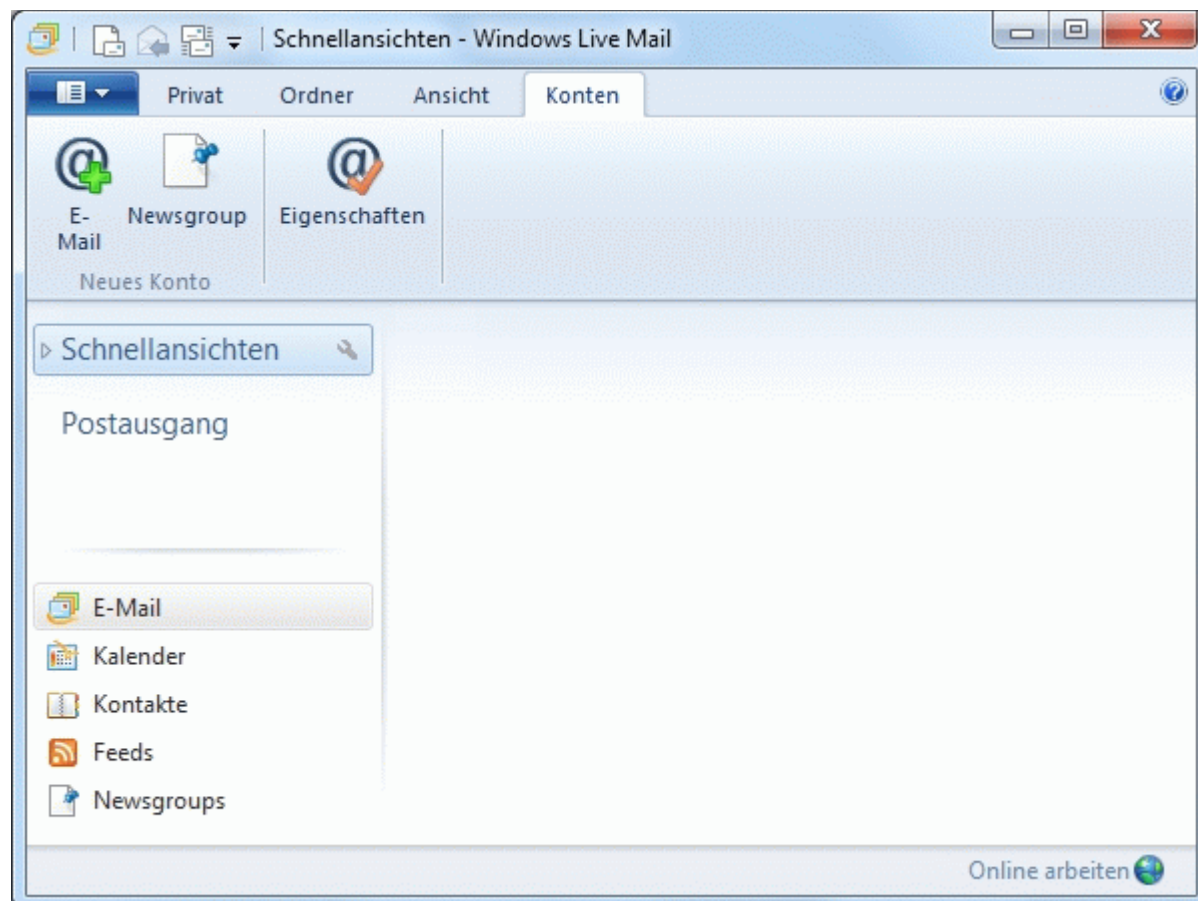 Schnellansichten - Windows Live Mail
Privat Ordner Ansicht Konten
E-
Mail
Newsgroup
Eigenschaften
Neues Konto
Schnellansichten
Postausgang
E-Mail
Kalender
Kontakte
Feeds
Newsgroups
Online arbeiten